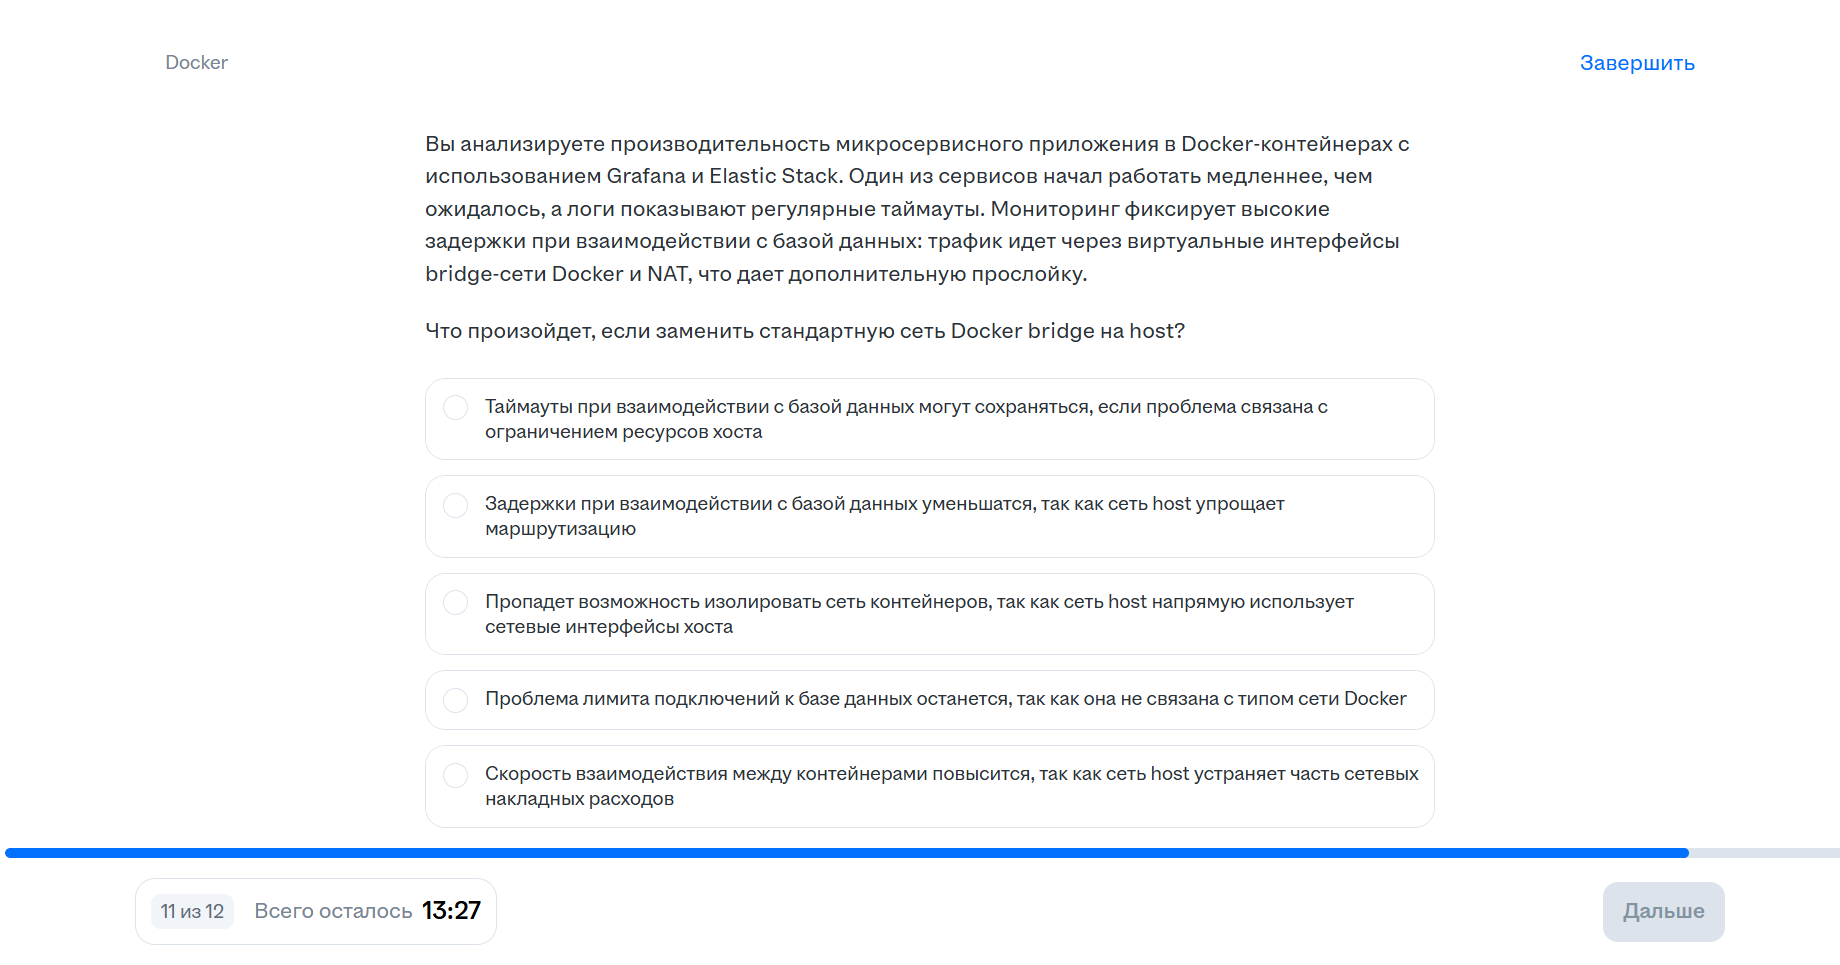 Docker
Завершить
Вы анализируете производительность микросервисного приложения в Docker-контейнерах с
использованием Grafana и Elastic Stack. Один из сервисов начал работать медленнее, чем
ожидалось, а логи показывают регулярные таймауты. Мониторинг фиксирует высокие
задержки при взаимодействии с базой данных: трафик идет через виртуальные интерфейсы
bridge-сети Docker и NAT, что дает дополнительную прослойку.
Что произойдет, если заменить стандартную сеть Docker bridge на host?
Таймауты при взаимодействии с базой данных могут сохраняться, если проблема связана с
ограничением ресурсов хоста
Задержки при взаимодействии с базой данных уменьшатся, так как сеть host упрощает
маршрутизацию
Пропадет возможность изолировать сеть контейнеров, так как сеть host напрямую использует
сетевые интерфейсы хоста
Проблема лимита подключений к базе данных останется, так как она не связана с типом сети Docker
Скорость взаимодействия между контейнерами повысится, так как сеть host устраняет часть сетевых
накладных расходов
11 из 12
Всего осталось 13:27
Дальше